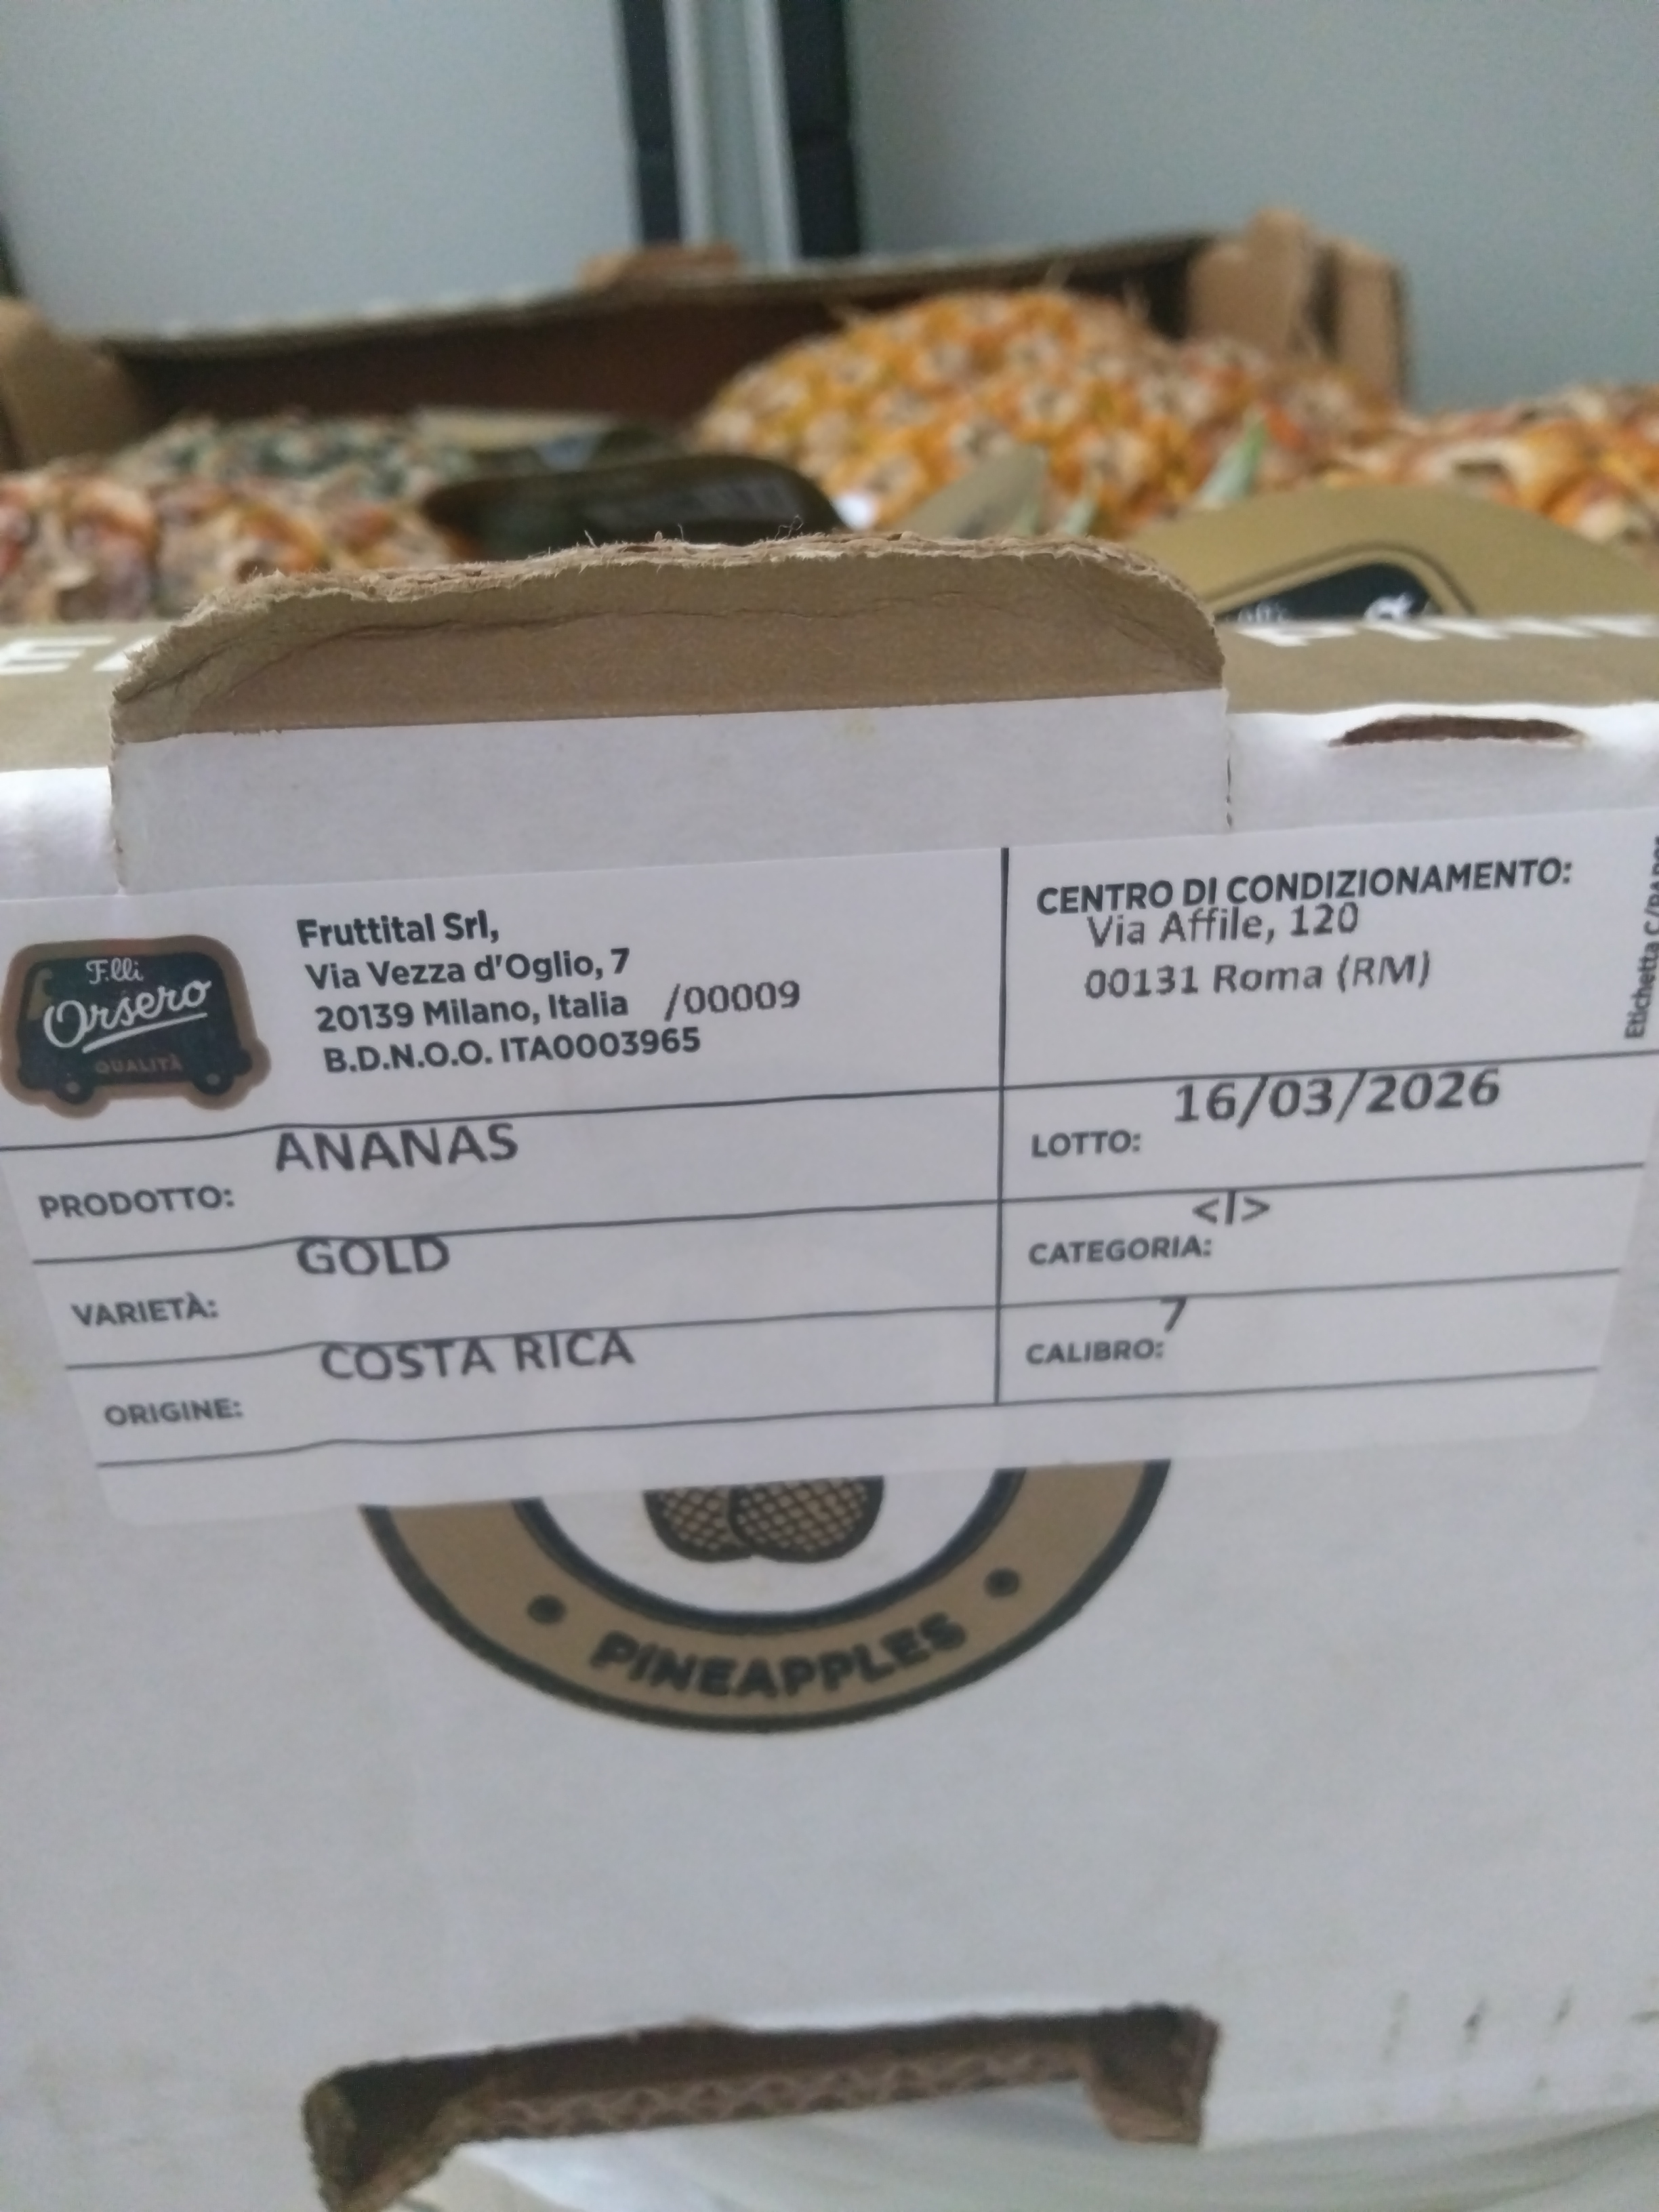 F.lli
Orsero
QUALITÀ
Fruttital Srl,
Via Vezza d'Oglio, 7
20139 Milano, Italia /00009
B.D.N.O.O. ITA0003965
CENTRO DI CONDIZIONAMENTO:
Via Affile, 120
00131 Roma (RM)
Etichetta
PRODOTTO: ANANAS
LOTTO: 16/03/2026
VARIETÀ: GOLD
CATEGORIA: <I>
ORIGINE: COSTA RICA
CALIBRO: 7
• PINEAPPLES •